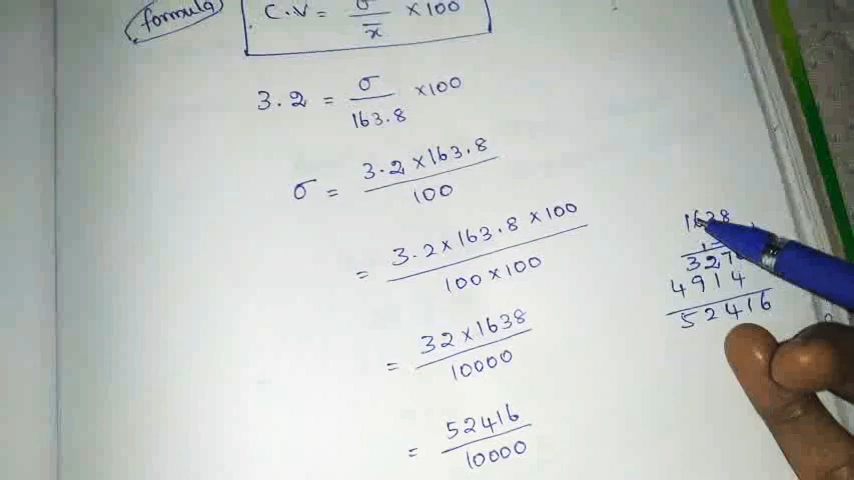 formula
C.V = σ / x̅ × 100
3.2 = σ / 163.8 × 100
σ = 3.2 × 163.8 / 100
= 3.2 × 163.8 × 100 / 100 × 100
= 32 × 1638 / 10000
= 52416 / 10000
4914
52416